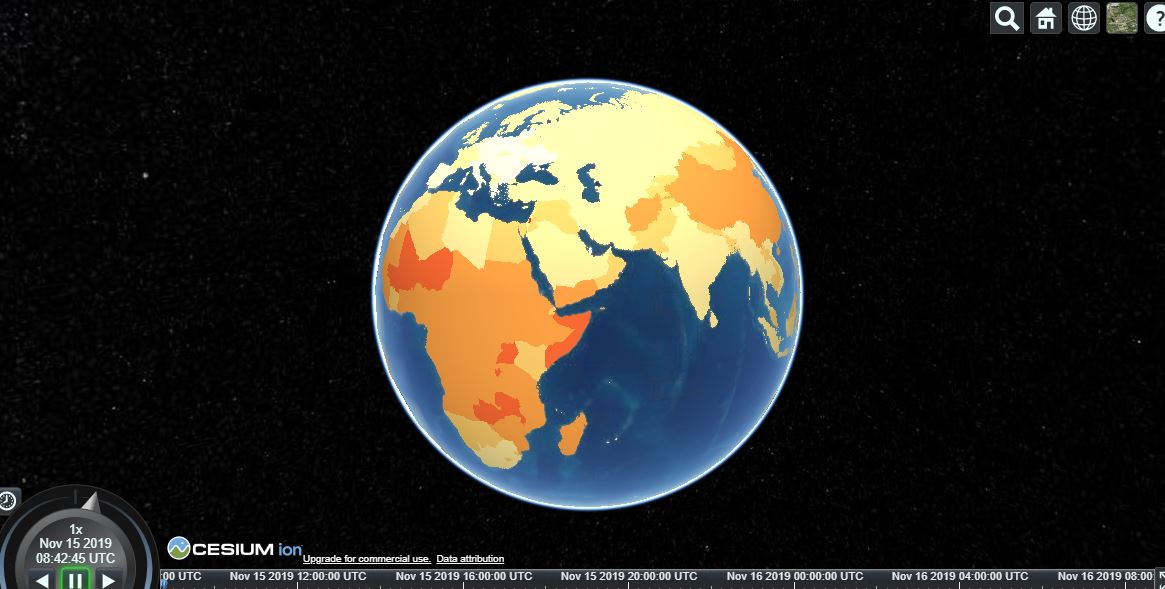 ?
1x
Nov 15 2019
08:42:45 UTC
CESIUM ion
Upgrade for commercial use. Data attribution
:00 UTC Nov 15 2019 12:00:00 UTC Nov 15 2019 16:00:00 UTC Nov 15 2019 20:00:00 UTC Nov 16 2019 00:00:00 UTC Nov 16 2019 04:00:00 UTC Nov 16 2019 08:00